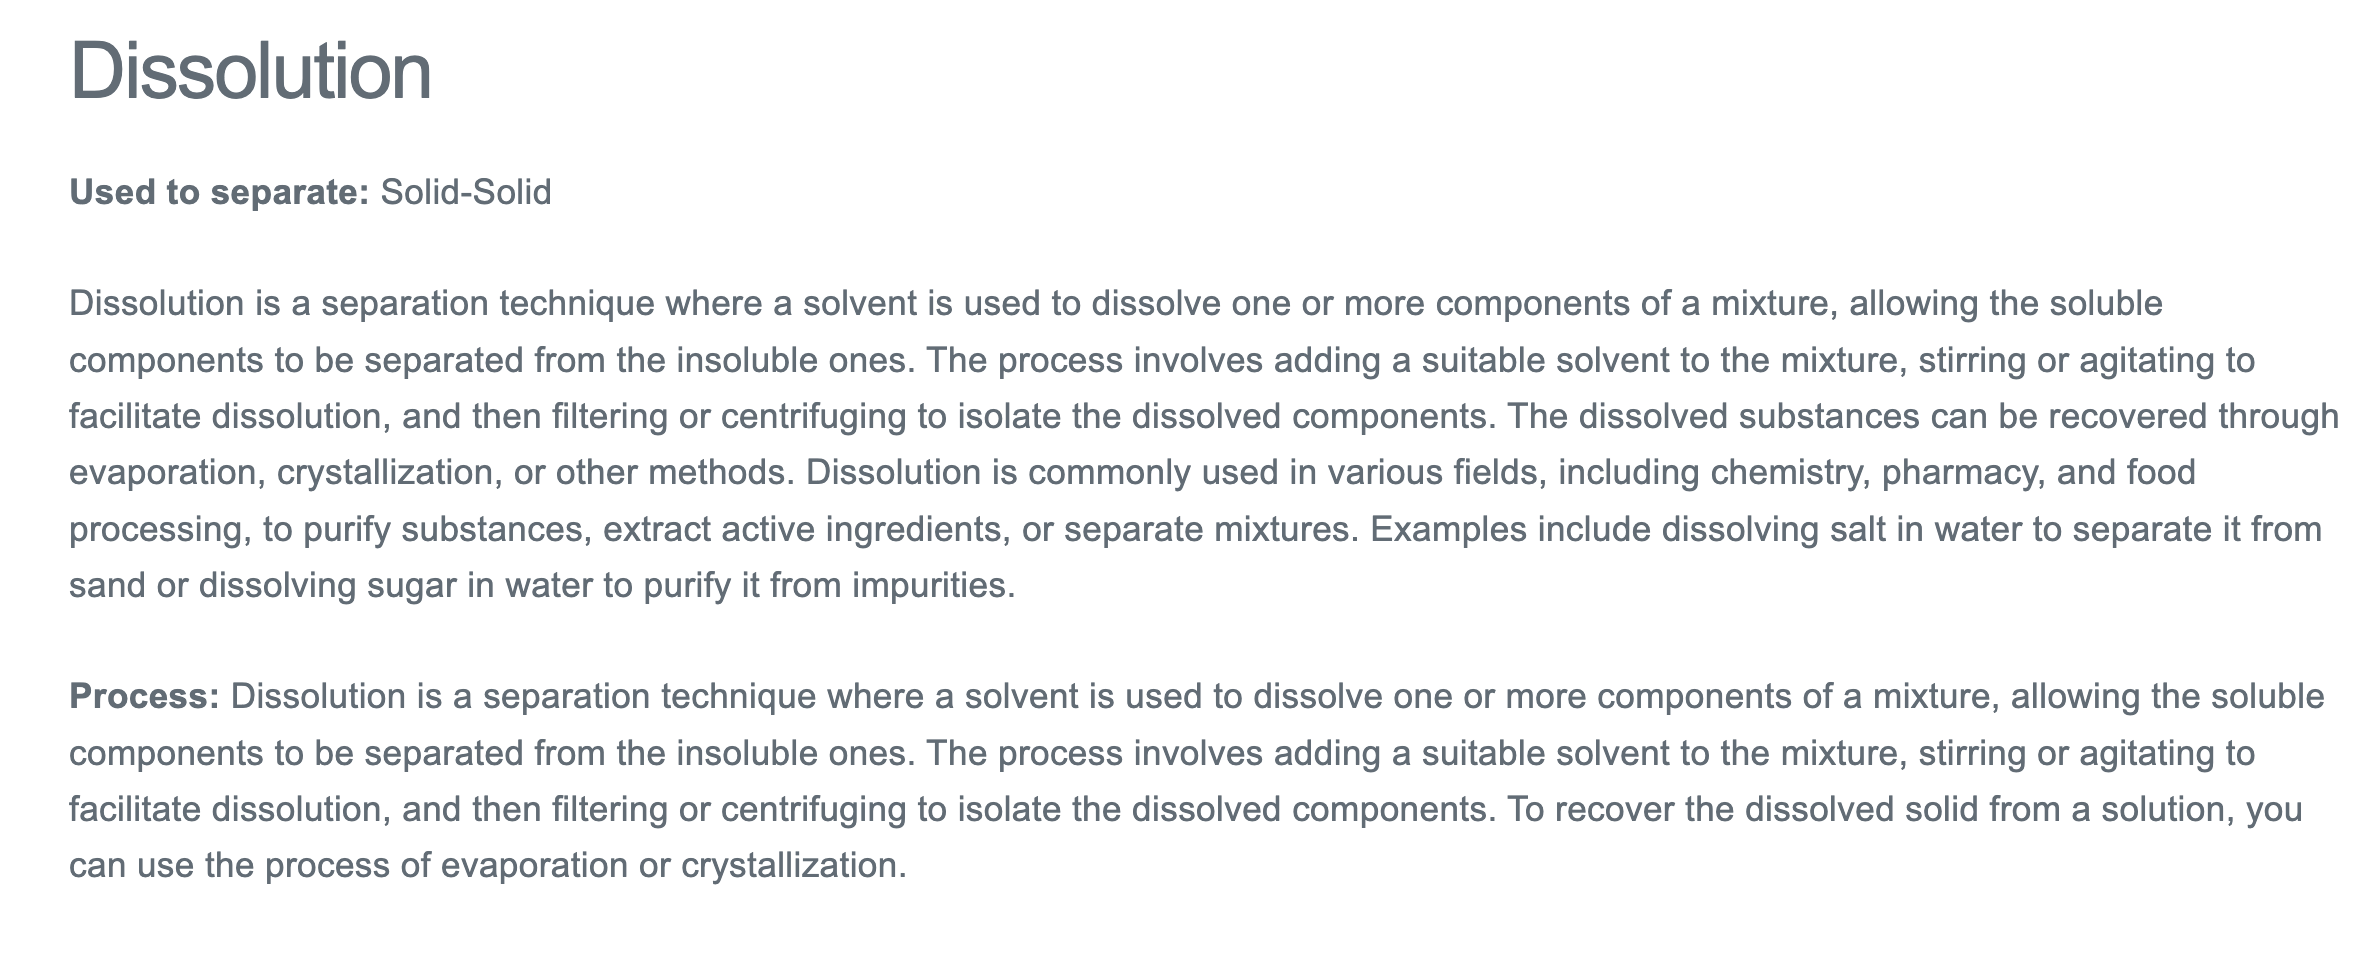 Dissolution
Used to separate: Solid-Solid
Dissolution is a separation technique where a solvent is used to dissolve one or more components of a mixture, allowing the soluble
components to be separated from the insoluble ones. The process involves adding a suitable solvent to the mixture, stirring or agitating to
facilitate dissolution, and then filtering or centrifuging to isolate the dissolved components. The dissolved substances can be recovered through
evaporation, crystallization, or other methods. Dissolution is commonly used in various fields, including chemistry, pharmacy, and food
processing, to purify substances, extract active ingredients, or separate mixtures. Examples include dissolving salt in water to separate it from
sand or dissolving sugar in water to purify it from impurities.
Process: Dissolution is a separation technique where a solvent is used to dissolve one or more components of a mixture, allowing the soluble
components to be separated from the insoluble ones. The process involves adding a suitable solvent to the mixture, stirring or agitating to
facilitate dissolution, and then filtering or centrifuging to isolate the dissolved components. To recover the dissolved solid from a solution, you
can use the process of evaporation or crystallization.